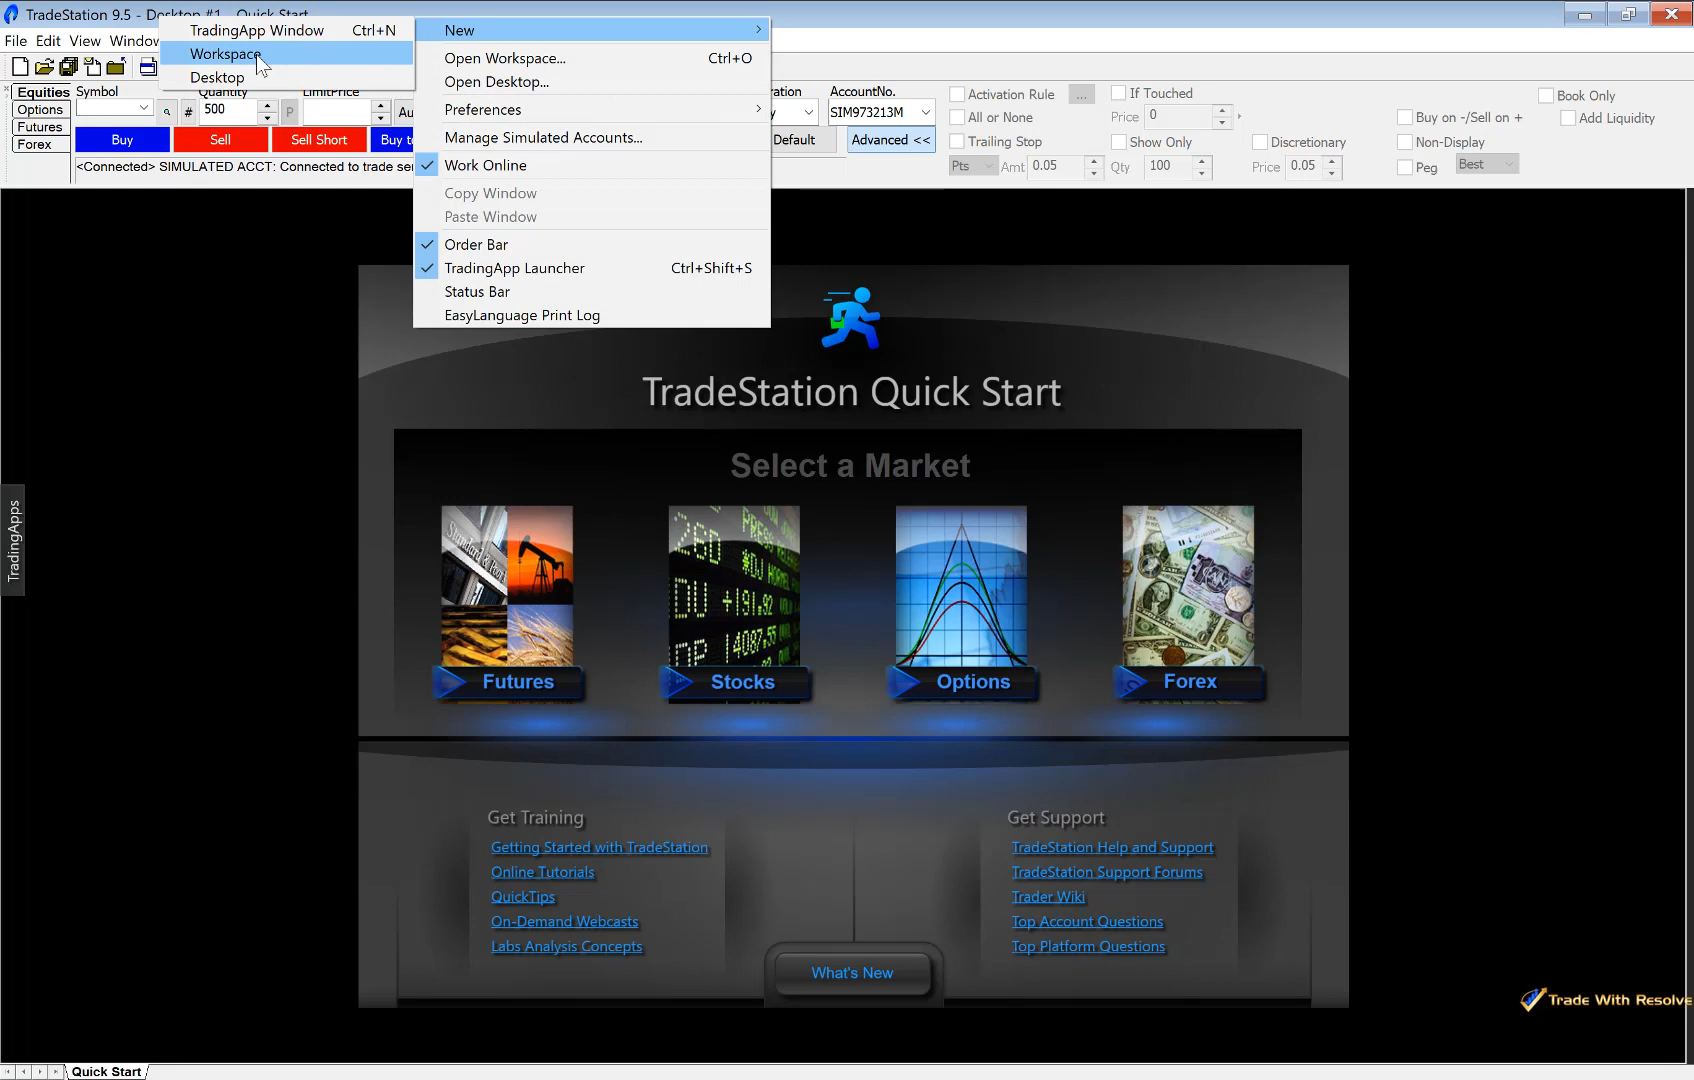 TradeStation 9.5 - Desktop #1 - Quick Start
File Edit View Window
TradingApp Window Ctrl+N
Workspace
Desktop
New
Open Workspace... Ctrl+O
Open Desktop...
Preferences
Manage Simulated Accounts...
Work Online
Copy Window
Paste Window
Order Bar
TradingApp Launcher Ctrl+Shift+S
Status Bar
EasyLanguage Print Log
Equities
Options
Futures
Forex
Symbol Quantity LimitPrice
# 500 P
Buy Sell Sell Short Buy to
<Connected> SIMULATED ACCT: Connected to trade
AccountNo.
SIM973213M
Default Advanced <<
Activation Rule ...
All or None
Trailing Stop
Pts Amt 0.05
If Touched
Price 0
Show Only
Qty 100
Discretionary
Price 0.05
Buy on -/Sell on +
Non-Display
Peg Best
Book Only
Add Liquidity
TradingApps
TradeStation Quick Start
Select a Market
Futures Stocks Options Forex
Get Training
Getting Started with TradeStation
Online Tutorials
QuickTips
On-Demand Webcasts
Labs Analysis Concepts
Get Support
TradeStation Help and Support
TradeStation Support Forums
Trader Wiki
Top Account Questions
Top Platform Questions
What's New
Trade With Resolve
Quick Start